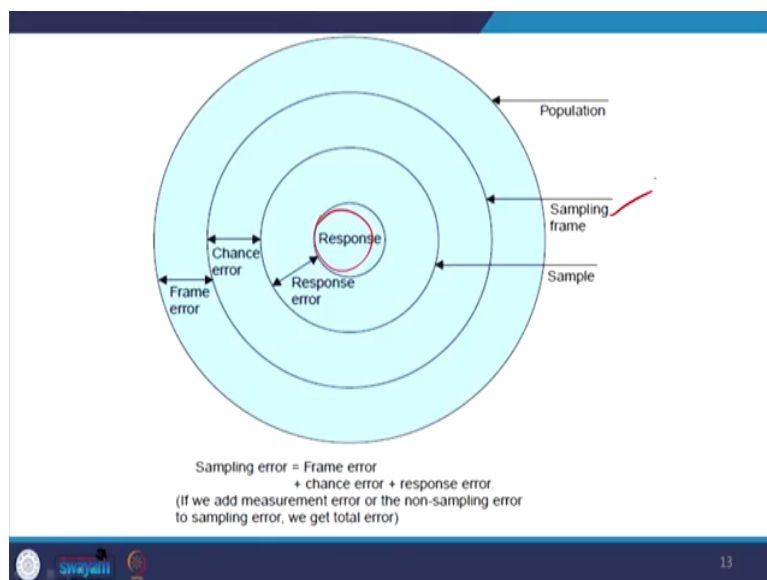 Population
Sampling
frame
Sample
Response
Chance
error
Response
error
Frame
error
Sampling error = Frame error
+ chance error + response error.
(If we add measurement error or the non-sampling error
to sampling error, we get total error)
swayam
13